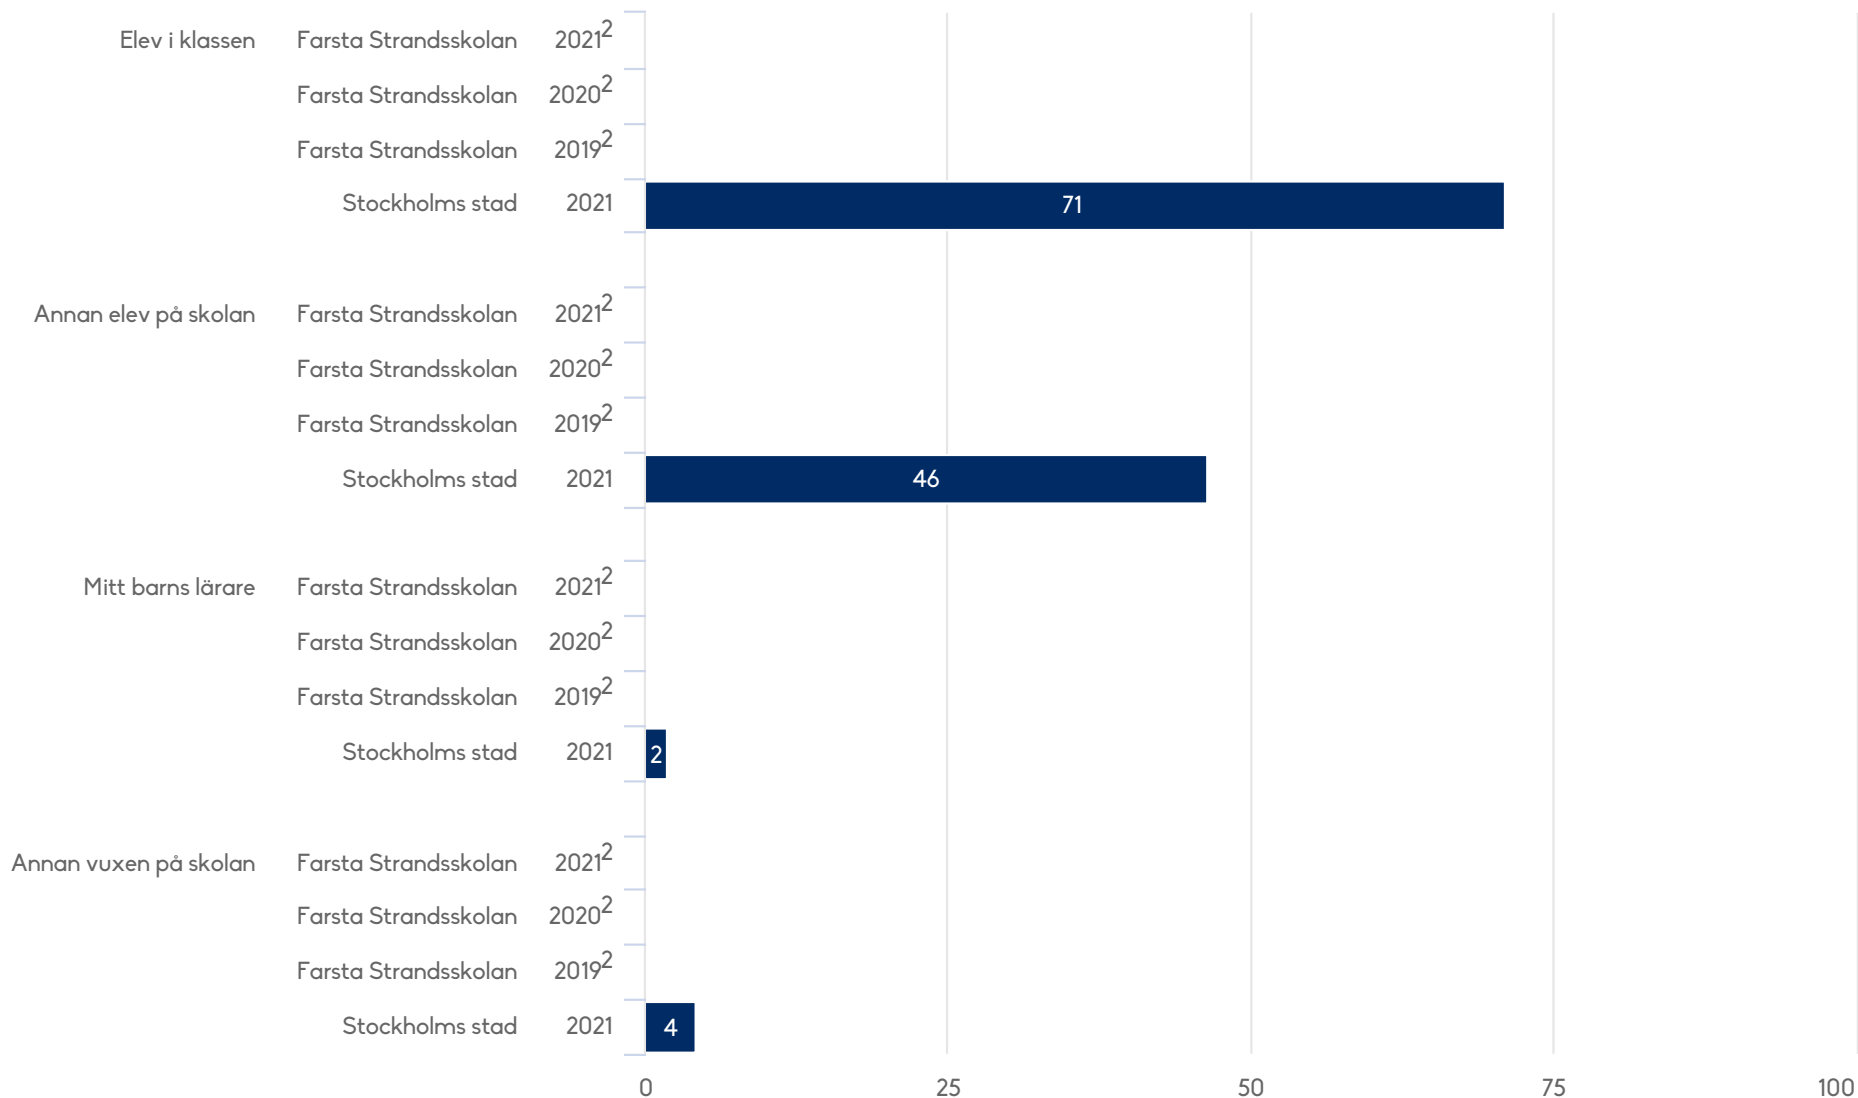 Elev i klassen Farsta Strandsskolan 2021²
Farsta Strandsskolan 2020²
Farsta Strandsskolan 2019²
Stockholms stad 2021 71
Annan elev på skolan Farsta Strandsskolan 2021²
Farsta Strandsskolan 2020²
Farsta Strandsskolan 2019²
Stockholms stad 2021 46
Mitt barns lärare Farsta Strandsskolan 2021²
Farsta Strandsskolan 2020²
Farsta Strandsskolan 2019²
Stockholms stad 2021 2
Annan vuxen på skolan Farsta Strandsskolan 2021²
Farsta Strandsskolan 2020²
Farsta Strandsskolan 2019²
Stockholms stad 2021 4
0 25 50 75 100